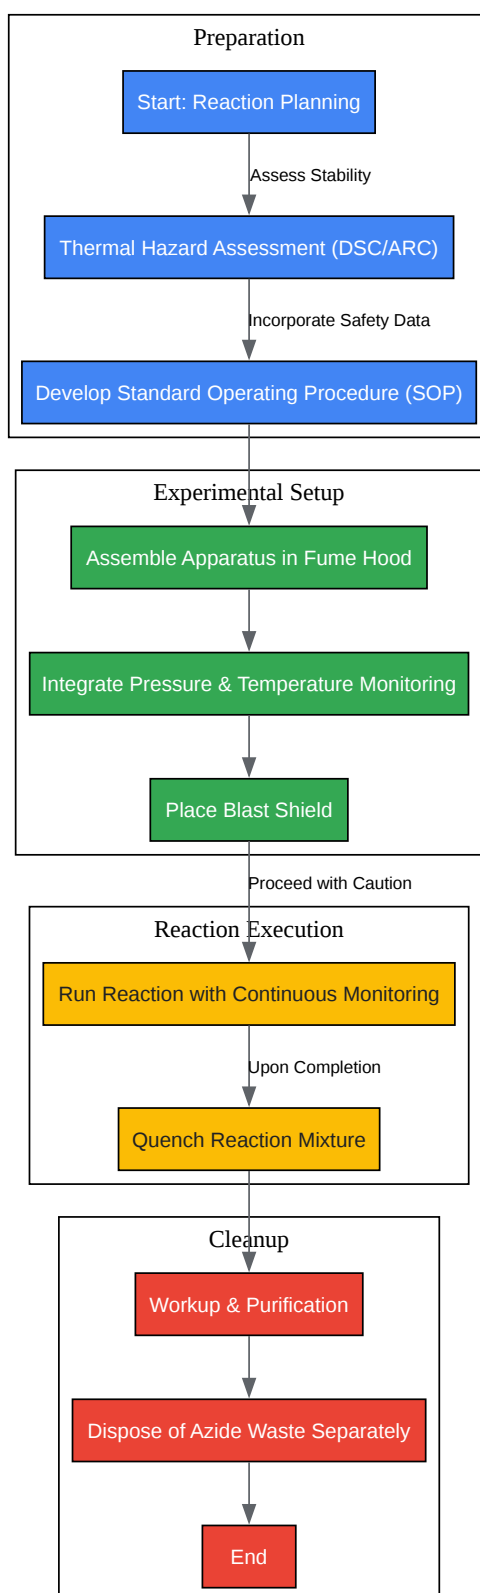 Preparation
Start: Reaction Planning
Assess Stability
Thermal Hazard Assessment (DSC/ARC)
Incorporate Safety Data
Develop Standard Operating Procedure (SOP)
Experimental Setup
Assemble Apparatus in Fume Hood
Integrate Pressure & Temperature Monitoring
Place Blast Shield
Proceed with Caution
Reaction Execution
Run Reaction with Continuous Monitoring
Upon Completion
Quench Reaction Mixture
Cleanup
Workup & Purification
Dispose of Azide Waste Separately
End